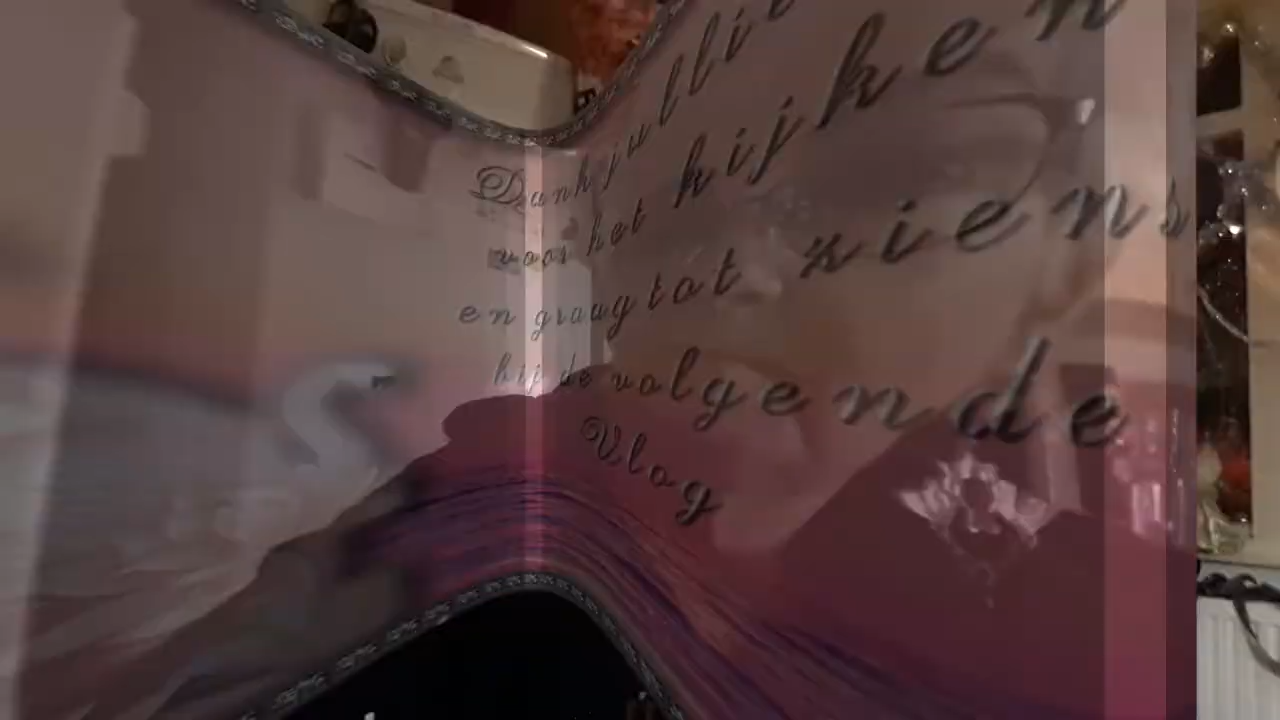 Dank jullie
voor het kijken
en graag tot ziens
bij de volgende
Vlog